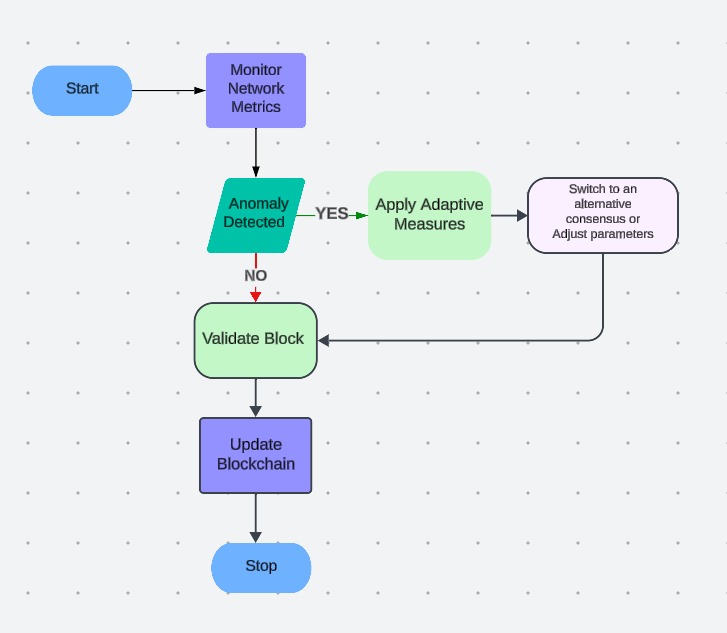 Start
Monitor
Network
Metrics
Anomaly
Detected
YES
Apply Adaptive
Measures
Switch to an
alternative
consensus or
Adjust parameters
NO
Validate Block
Update
Blockchain
Stop